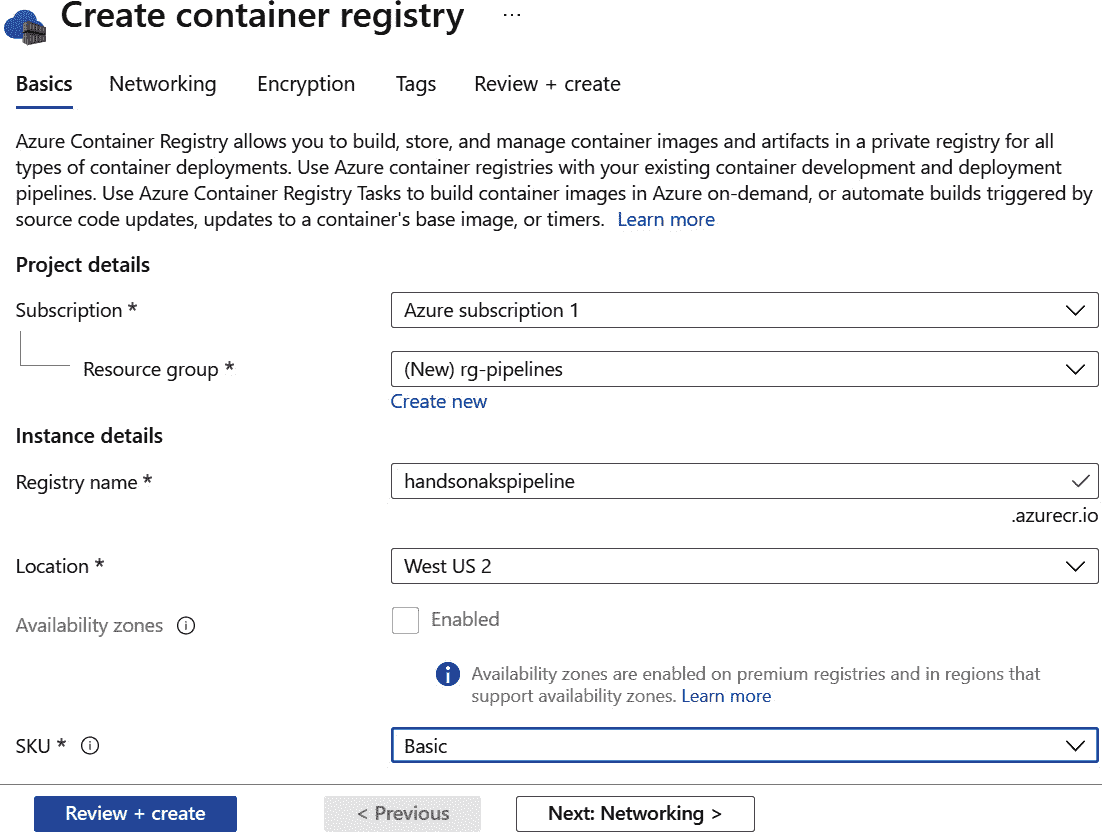 Create container registry ...
Basics Networking Encryption Tags Review + create
Azure Container Registry allows you to build, store, and manage container images and artifacts in a private registry for all
types of container deployments. Use Azure container registries with your existing container development and deployment
pipelines. Use Azure Container Registry Tasks to build container images in Azure on-demand, or automate builds triggered by
source code updates, updates to a container's base image, or timers. Learn more
Project details
Subscription * Azure subscription 1
Resource group * (New) rg-pipelines
Create new
Instance details
Registry name * handsonakspipeline
.azurecr.io
Location * West US 2
Availability zones Enabled
Availability zones are enabled on premium registries and in regions that
support availability zones. Learn more
SKU * Basic
Review + create < Previous Next: Networking >